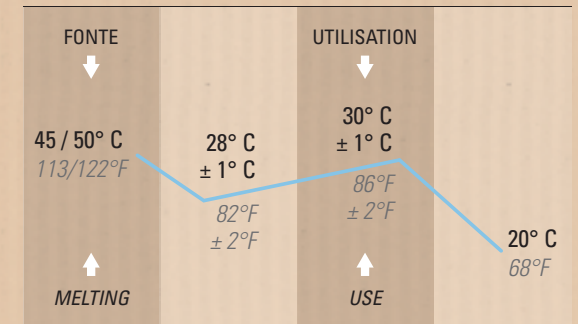 FONTE
45 / 50° C
113/122°F
MELTING
28° C
± 1° C
82°F
± 2°F
UTILISATION
30° C
± 1° C
86°F
± 2°F
USE
20° C
68°F